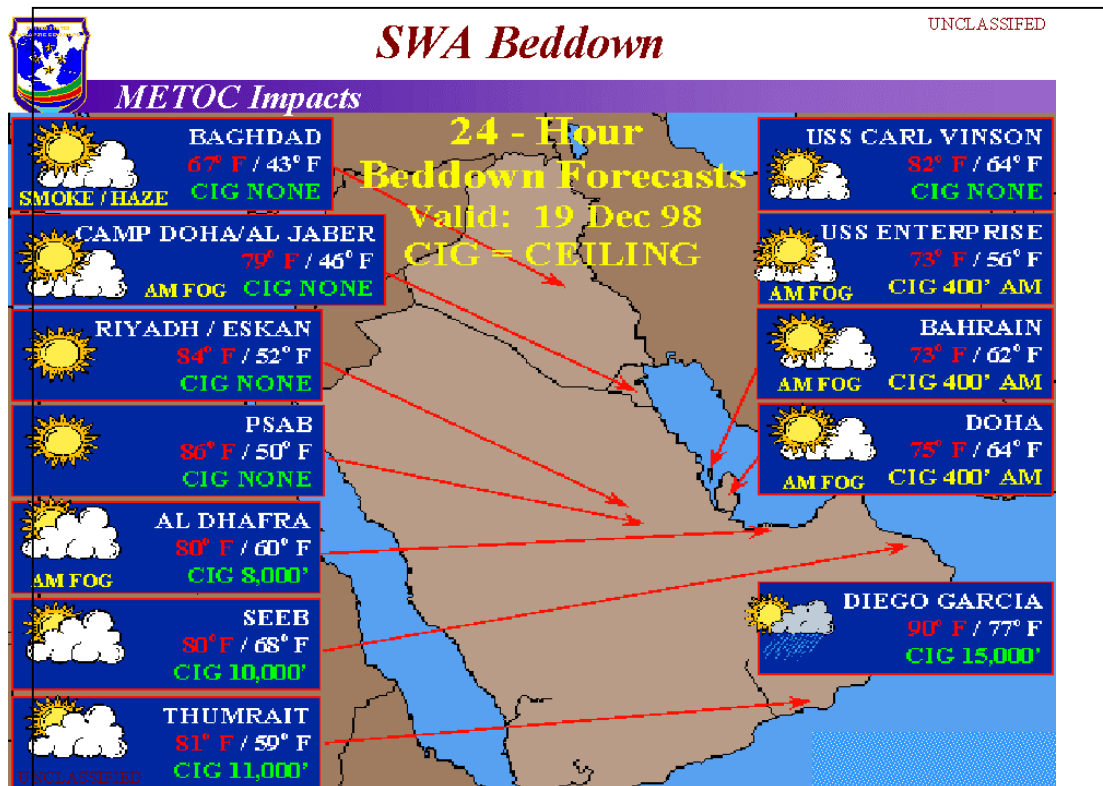 UNCLASSIFED
SWA Beddown
METOC Impacts
24 - Hour
Beddown Forecasts
Valid: 19 Dec 98
CIG = CEILING
BAGHDAD
67° F / 43° F
SMOKE / HAZE CIG NONE
CAMP DOHA/AL JABER
79° F / 46° F
AM FOG CIG NONE
RIYADH / ESKAN
84° F / 52° F
CIG NONE
PSAB
86° F / 50° F
CIG NONE
AL DHAFRA
80° F / 60° F
AM FOG CIG 8,000'
SEEB
80° F / 68° F
CIG 10,000'
THUMRAIT
81° F / 59° F
CIG 11,000'
UNCLASSIFIED
USS CARL VINSON
82° F / 64° F
CIG NONE
USS ENTERPRISE
73° F / 56° F
AM FOG CIG 400' AM
BAHRAIN
73° F / 62° F
AM FOG CIG 400' AM
DOHA
75° F / 64° F
AM FOG CIG 400' AM
DIEGO GARCIA
90° F / 77° F
CIG 15,000'